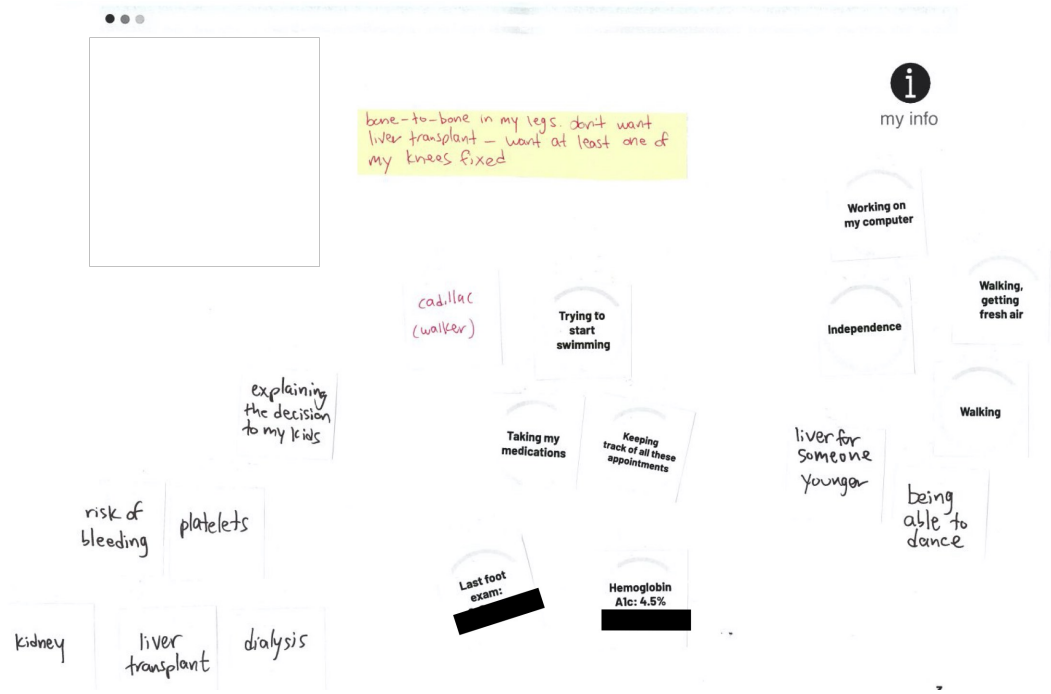 bone-to-bone in my legs. don't want
liver transplant - want at least one of
my knees fixed
my info
Working on
my computer
Walking,
getting
fresh air
Independence
cadillac
(walker)
Trying to
start
swimming
Walking
explaining
the decision
to my kids
Taking my
medications
Keeping
track of all these
appointments
liver for
someone
younger
being
able to
dance
risk of
bleeding
platelets
Last foot
exam:
Hemoglobin
A1c: 4.5%
kidney
liver
transplant
dialysis